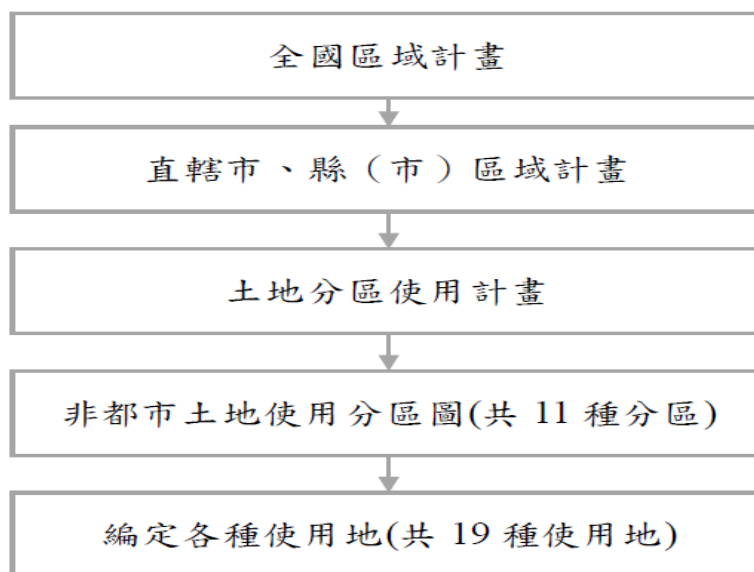 全國區域計畫
直轄市、縣（市）區域計畫
土地分區使用計畫
非都市土地使用分區圖(共 11 種分區)
編定各種使用地(共 19 種使用地)